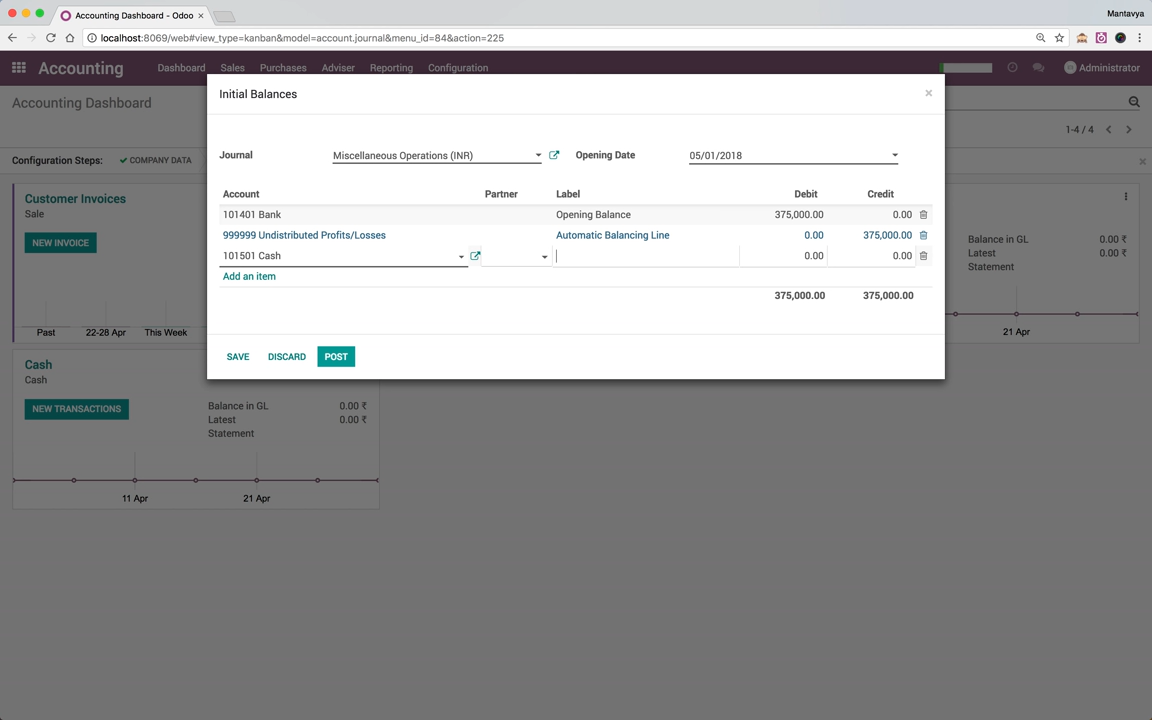 Accounting Dashboard - Odoo ×
Mantavya
localhost:8069/web#view_type=kanban&model=account.journal&menu_id=84&action=225
Accounting Dashboard Sales Purchases Adviser Reporting Configuration Administrator
Accounting Dashboard
1-4 / 4
Configuration Steps: ✔ COMPANY DATA ×
Customer Invoices
Sale
NEW INVOICE
Past 22-28 Apr This Week
Balance in GL 0.00 ₹
Latest 0.00 ₹
Statement
21 Apr
Initial Balances ×
Journal Miscellaneous Operations (INR) Opening Date 05/01/2018
Account Partner Label Debit Credit
101401 Bank Opening Balance 375,000.00 0.00
999999 Undistributed Profits/Losses Automatic Balancing Line 0.00 375,000.00
101501 Cash 0.00 0.00
Add an item
375,000.00 375,000.00
SAVE DISCARD POST
Cash
Cash
NEW TRANSACTIONS
Balance in GL 0.00 ₹
Latest 0.00 ₹
Statement
11 Apr 21 Apr